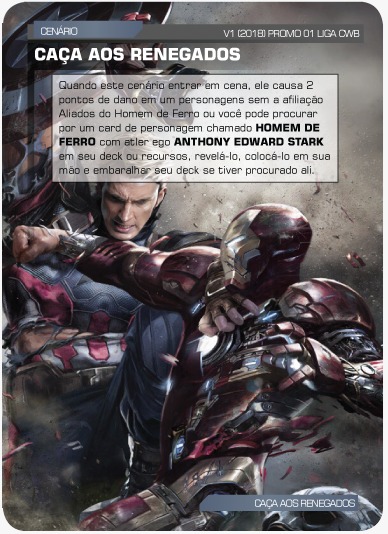 CENÁRIO
V1 (2018) PROMO 01 LIGA CWB
CAÇA AOS RENEGADOS
Quando este cenário entrar em cena, ele causa 2
pontos de dano em um personagens sem a afiliação
Aliados do Homem de Ferro ou você pode procurar
por um card de personagem chamado HOMEM DE
FERRO com atler ego ANTHONY EDWARD STARK
em seu deck ou recursos, revelá-lo, colocá-lo em sua
mão e embaralhar seu deck se tiver procurado ali.
CAÇA AOS RENEGADOS